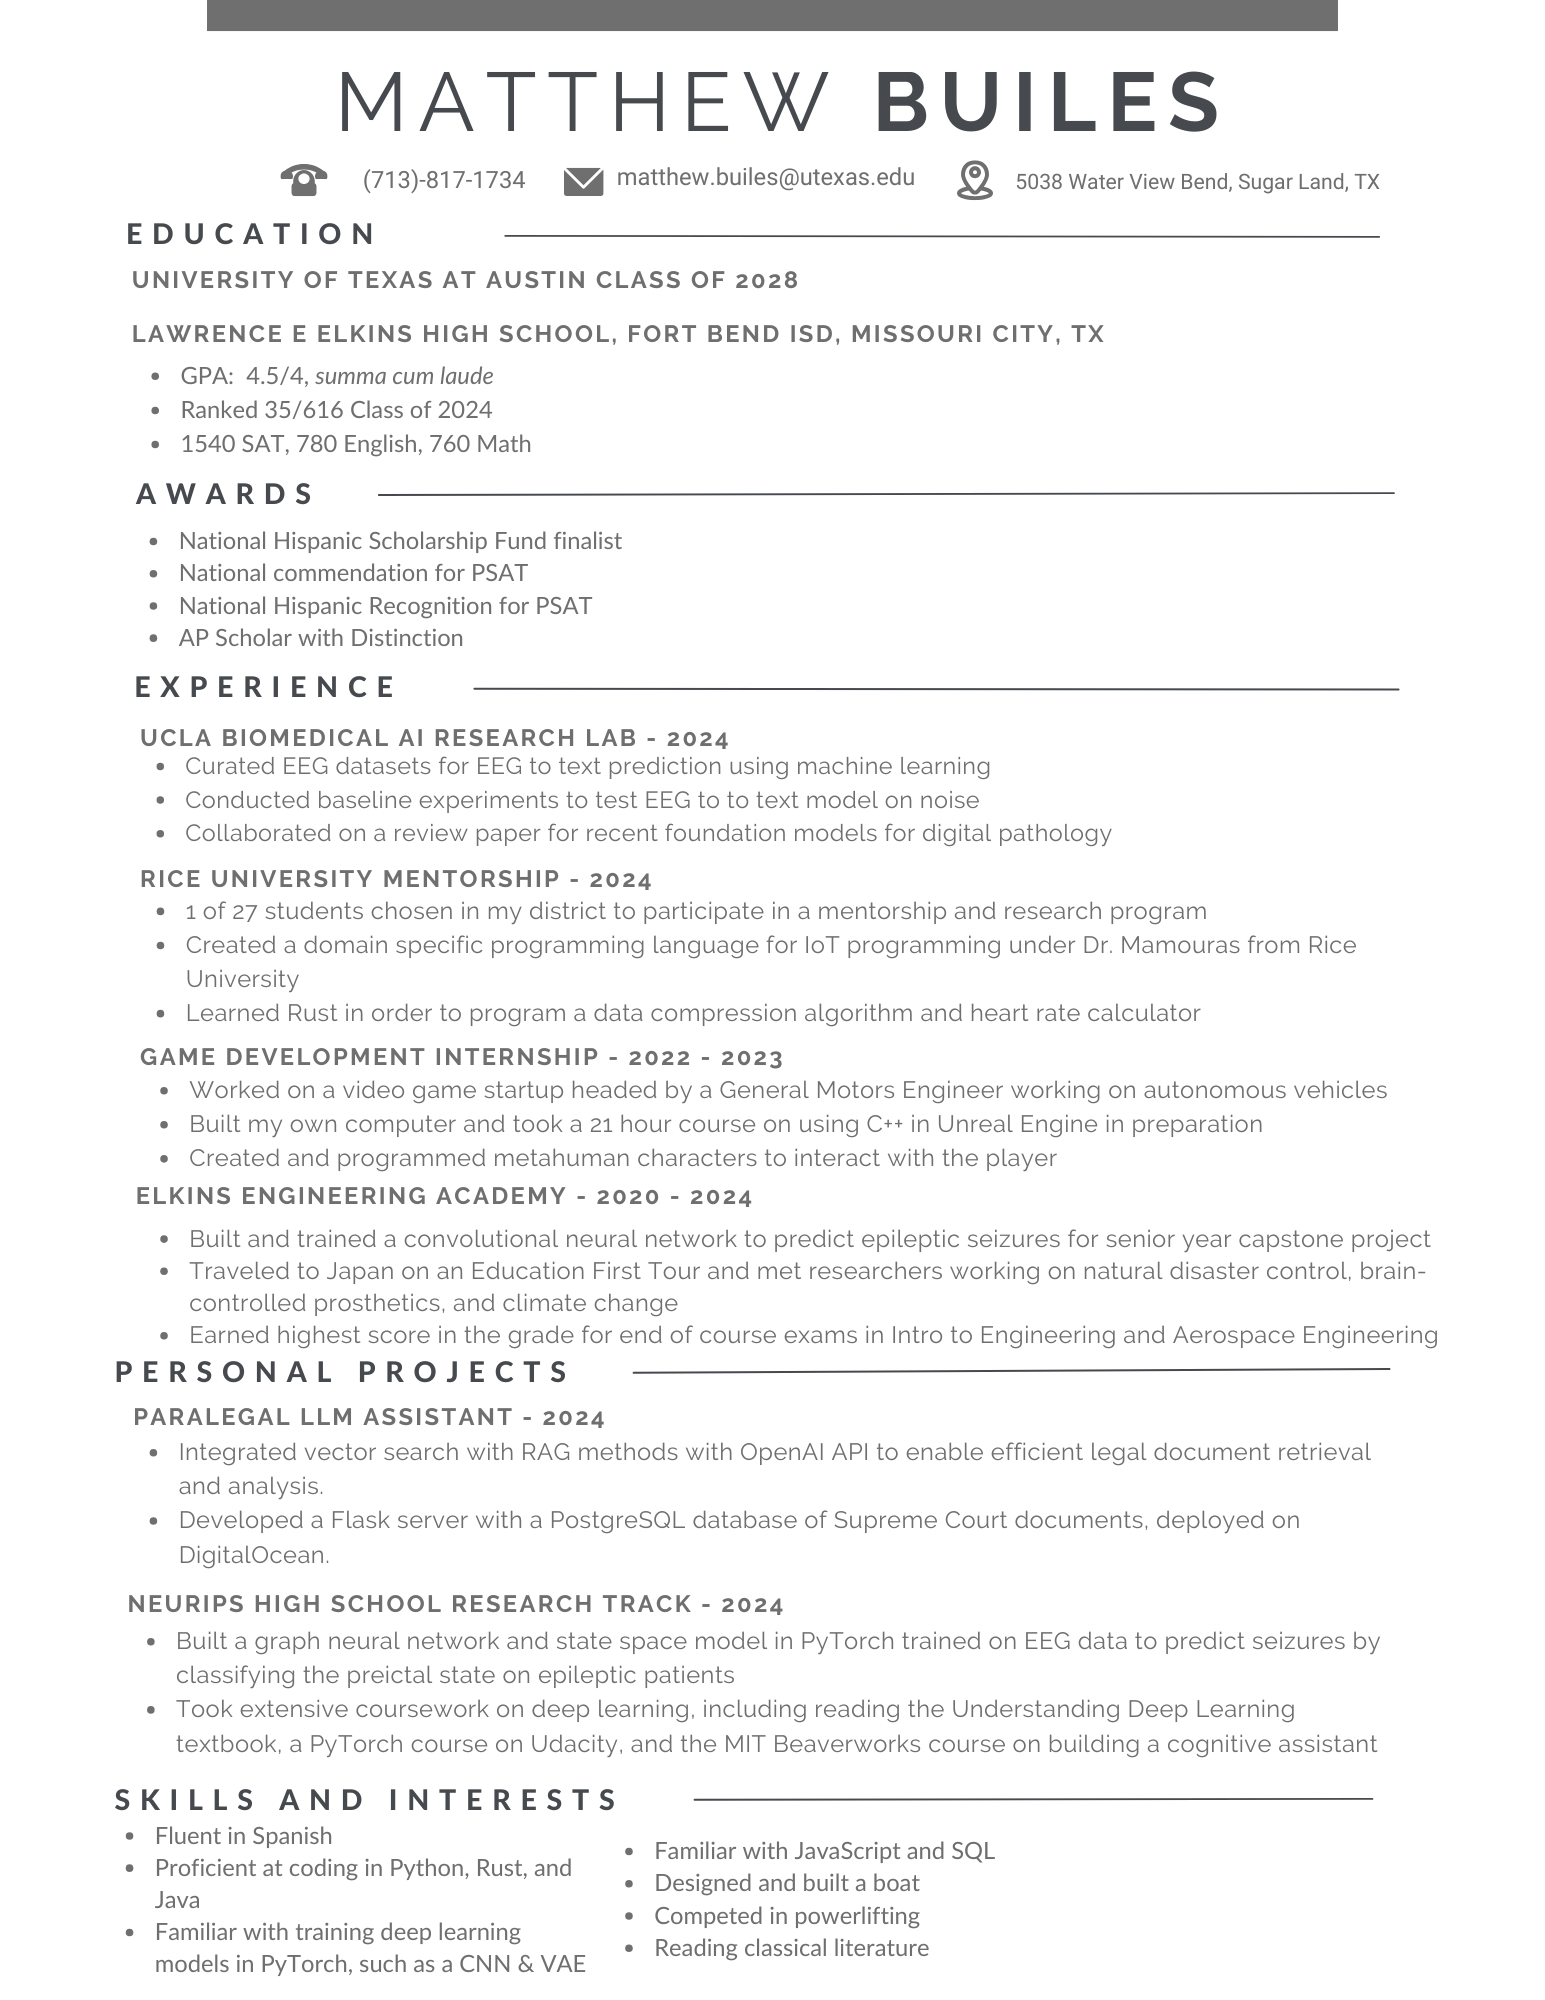 MATTHEW BUILES
(713)-817-1734 matthew.builes@utexas.edu 5038 Water View Bend, Sugar Land, TX
EDUCATION
UNIVERSITY OF TEXAS AT AUSTIN CLASS OF 2028
LAWRENCE E ELKINS HIGH SCHOOL, FORT BEND ISD, MISSOURI CITY, TX
• GPA: 4.5/4, summa cum laude
• Ranked 35/616 Class of 2024
• 1540 SAT, 780 English, 760 Math
AWARDS
• National Hispanic Scholarship Fund finalist
• National commendation for PSAT
• National Hispanic Recognition for PSAT
• AP Scholar with Distinction
EXPERIENCE
UCLA BIOMEDICAL AI RESEARCH LAB - 2024
• Curated EEG datasets for EEG to text prediction using machine learning
• Conducted baseline experiments to test EEG to to text model on noise
• Collaborated on a review paper for recent foundation models for digital pathology
RICE UNIVERSITY MENTORSHIP - 2024
• 1 of 27 students chosen in my district to participate in a mentorship and research program
• Created a domain specific programming language for IoT programming under Dr. Mamouras from Rice
University
• Learned Rust in order to program a data compression algorithm and heart rate calculator
GAME DEVELOPMENT INTERNSHIP - 2022 - 2023
• Worked on a video game startup headed by a General Motors Engineer working on autonomous vehicles
• Built my own computer and took a 21 hour course on using C++ in Unreal Engine in preparation
• Created and programmed metahuman characters to interact with the player
ELKINS ENGINEERING ACADEMY - 2020 - 2024
• Built and trained a convolutional neural network to predict epileptic seizures for senior year capstone project
• Traveled to Japan on an Education First Tour and met researchers working on natural disaster control, brain-
controlled prosthetics, and climate change
• Earned highest score in the grade for end of course exams in Intro to Engineering and Aerospace Engineering
PERSONAL PROJECTS
PARALEGAL LLM ASSISTANT - 2024
• Integrated vector search with RAG methods with OpenAI API to enable efficient legal document retrieval
and analysis.
• Developed a Flask server with a PostgreSQL database of Supreme Court documents, deployed on
DigitalOcean.
NEURIPS HIGH SCHOOL RESEARCH TRACK - 2024
• Built a graph neural network and state space model in PyTorch trained on EEG data to predict seizures by
classifying the preictal state on epileptic patients
• Took extensive coursework on deep learning, including reading the Understanding Deep Learning
textbook, a PyTorch course on Udacity, and the MIT Beaverworks course on building a cognitive assistant
SKILLS AND INTERESTS
• Fluent in Spanish
• Proficient at coding in Python, Rust, and
Java
• Familiar with training deep learning
models in PyTorch, such as a CNN & VAE
• Familiar with JavaScript and SQL
• Designed and built a boat
• Competed in powerlifting
• Reading classical literature